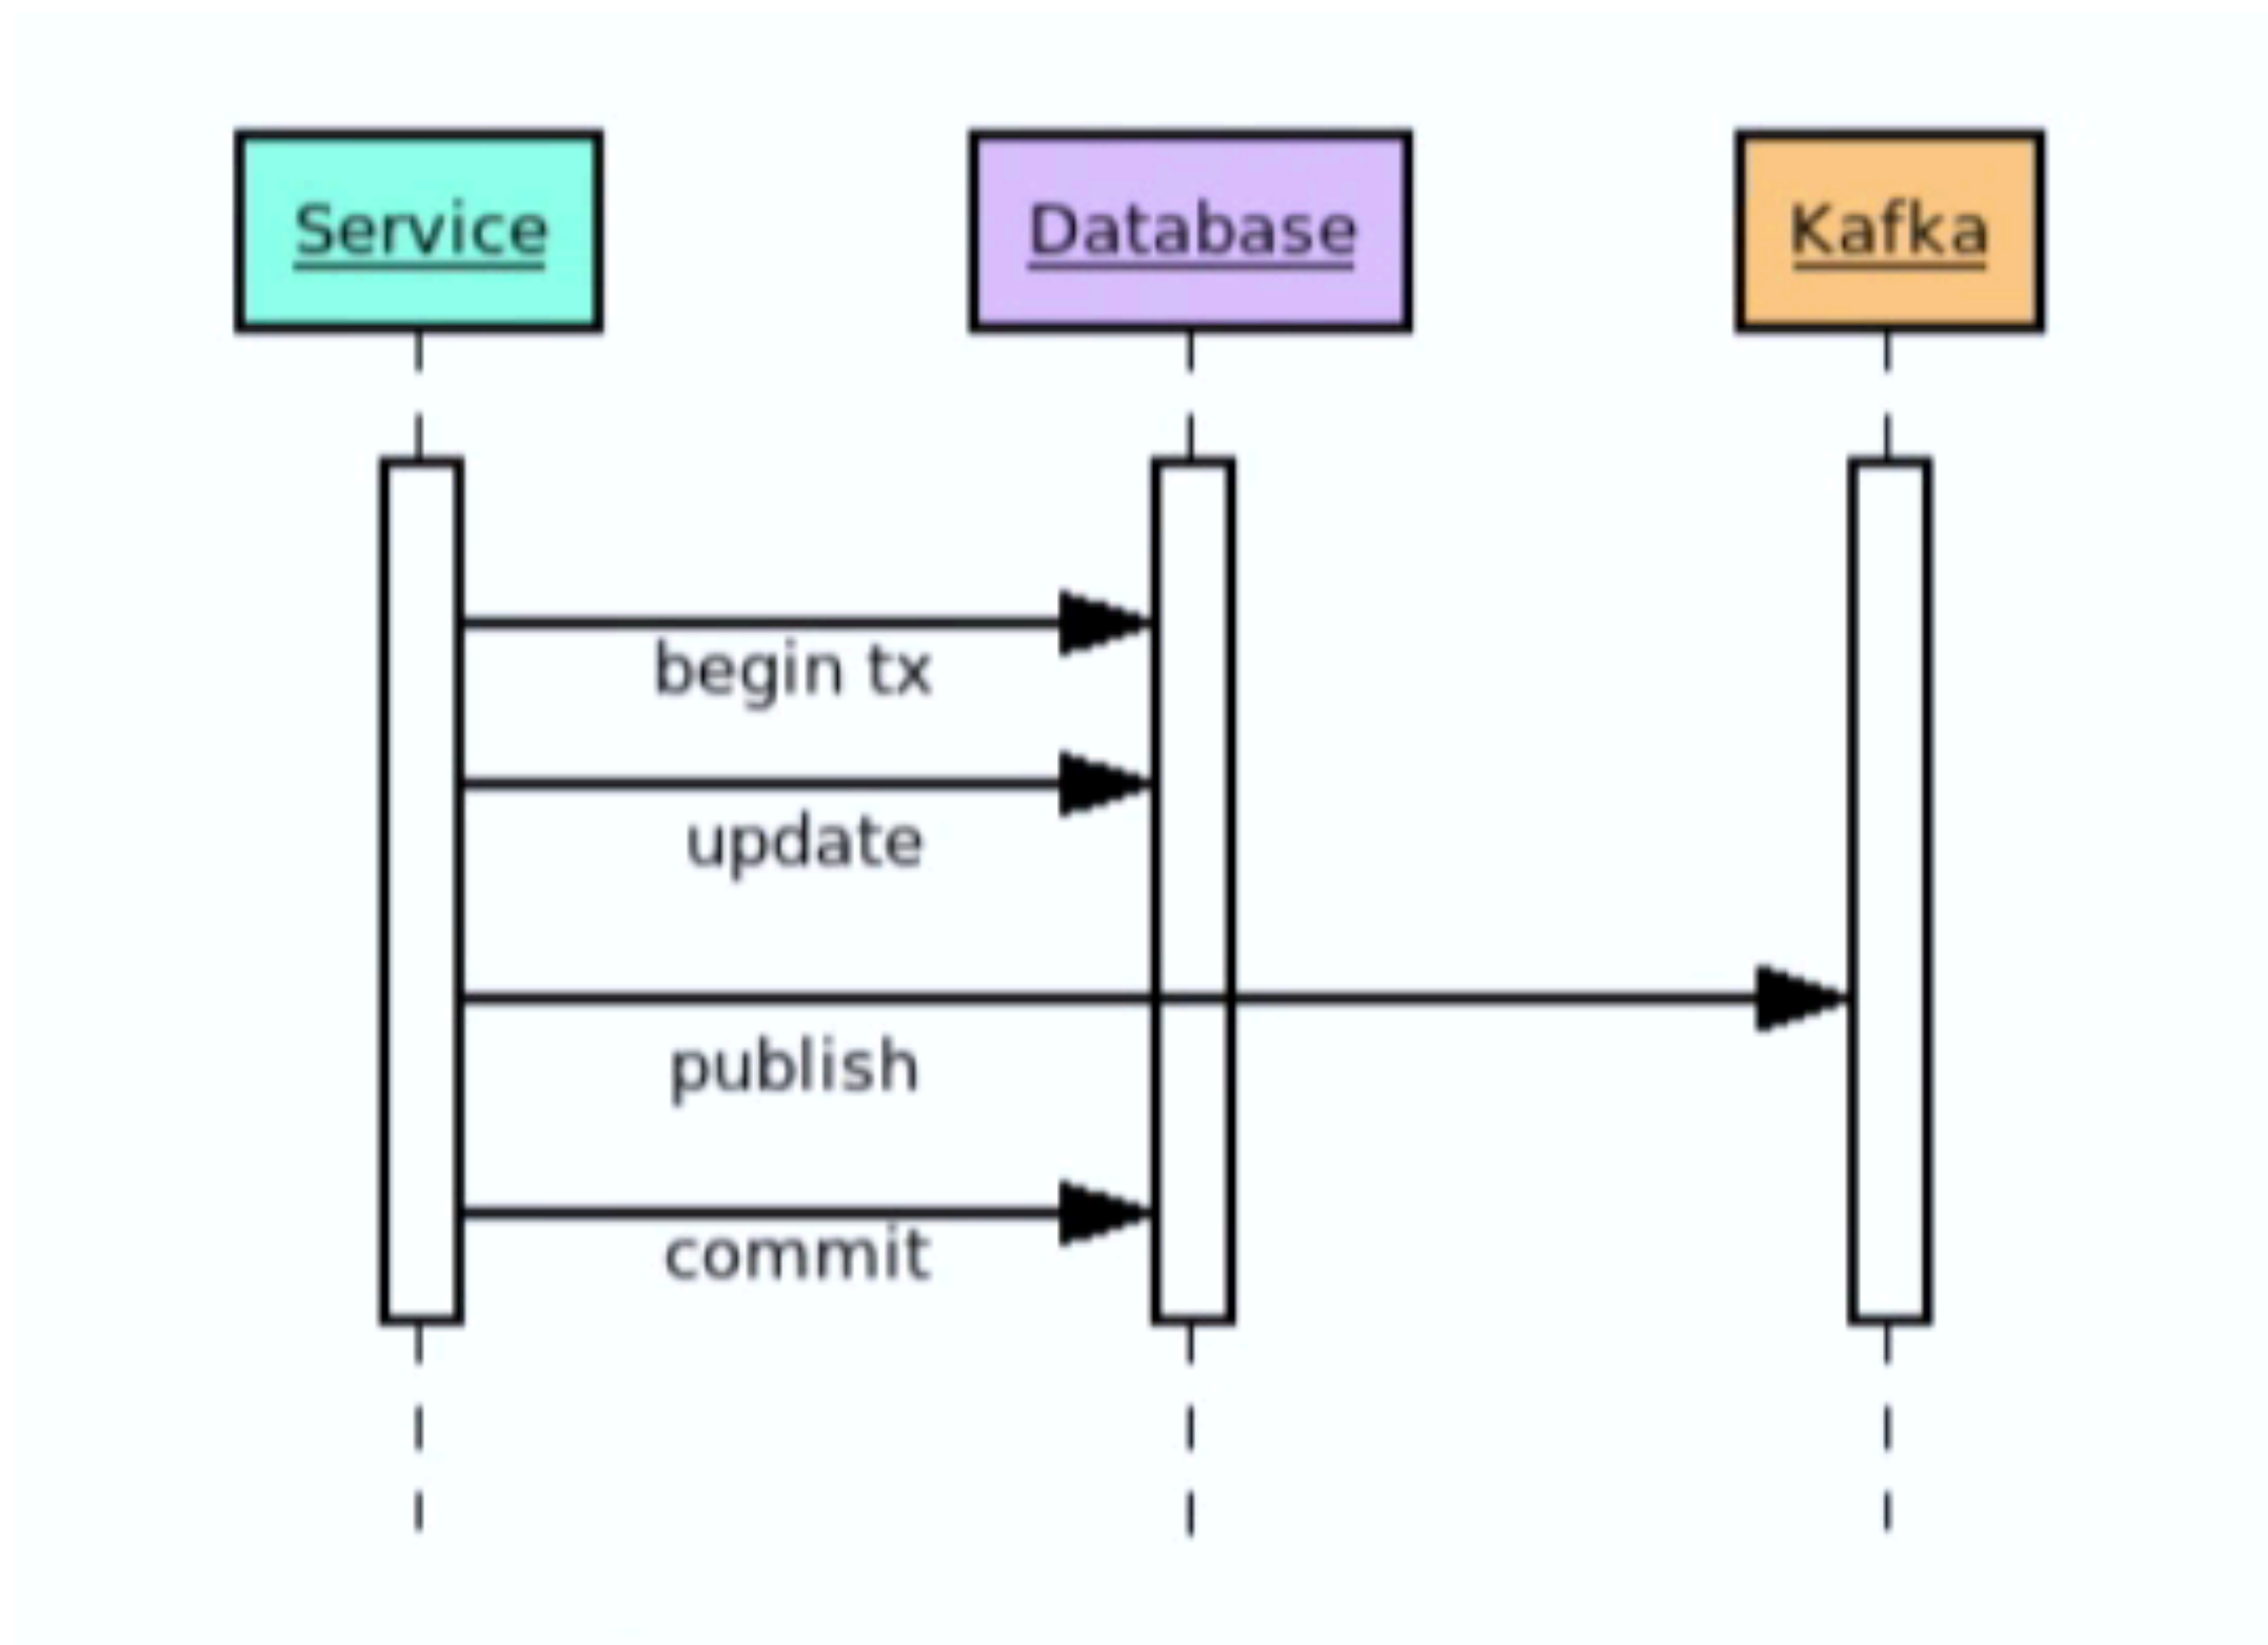 Service
Database
Kafka
begin tx
update
publish
commit